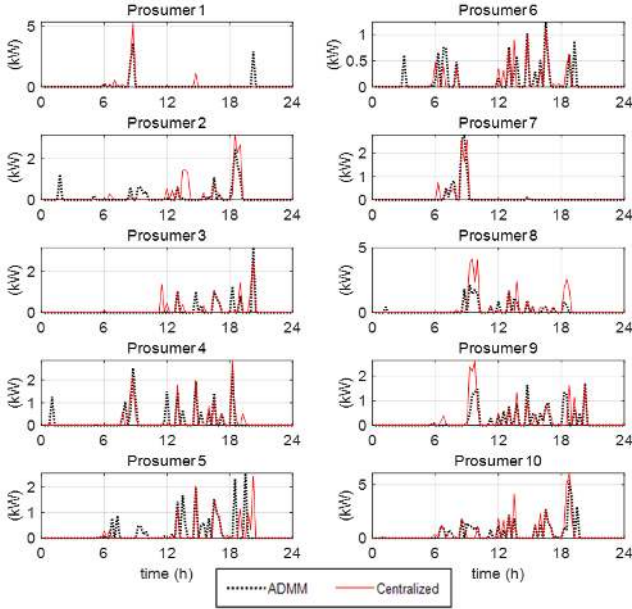 Prosumer 1
(kW)
5
0
0 6 12 18 24
Prosumer 2
(kW)
2
0
0 6 12 18 24
Prosumer 3
(kW)
2
0
0 6 12 18 24
Prosumer 4
(kW)
2
1
0
0 6 12 18 24
Prosumer 5
(kW)
2
1
0
0 6 12 18 24
time (h)
Prosumer 6
(kW)
1
0.5
0
0 6 12 18 24
Prosumer 7
(kW)
2
1
0
0 6 12 18 24
Prosumer 8
(kW)
5
0
0 6 12 18 24
Prosumer 9
(kW)
2
1
0
0 6 12 18 24
Prosumer 10
(kW)
5
0
0 6 12 18 24
time (h)
ADMM Centralized